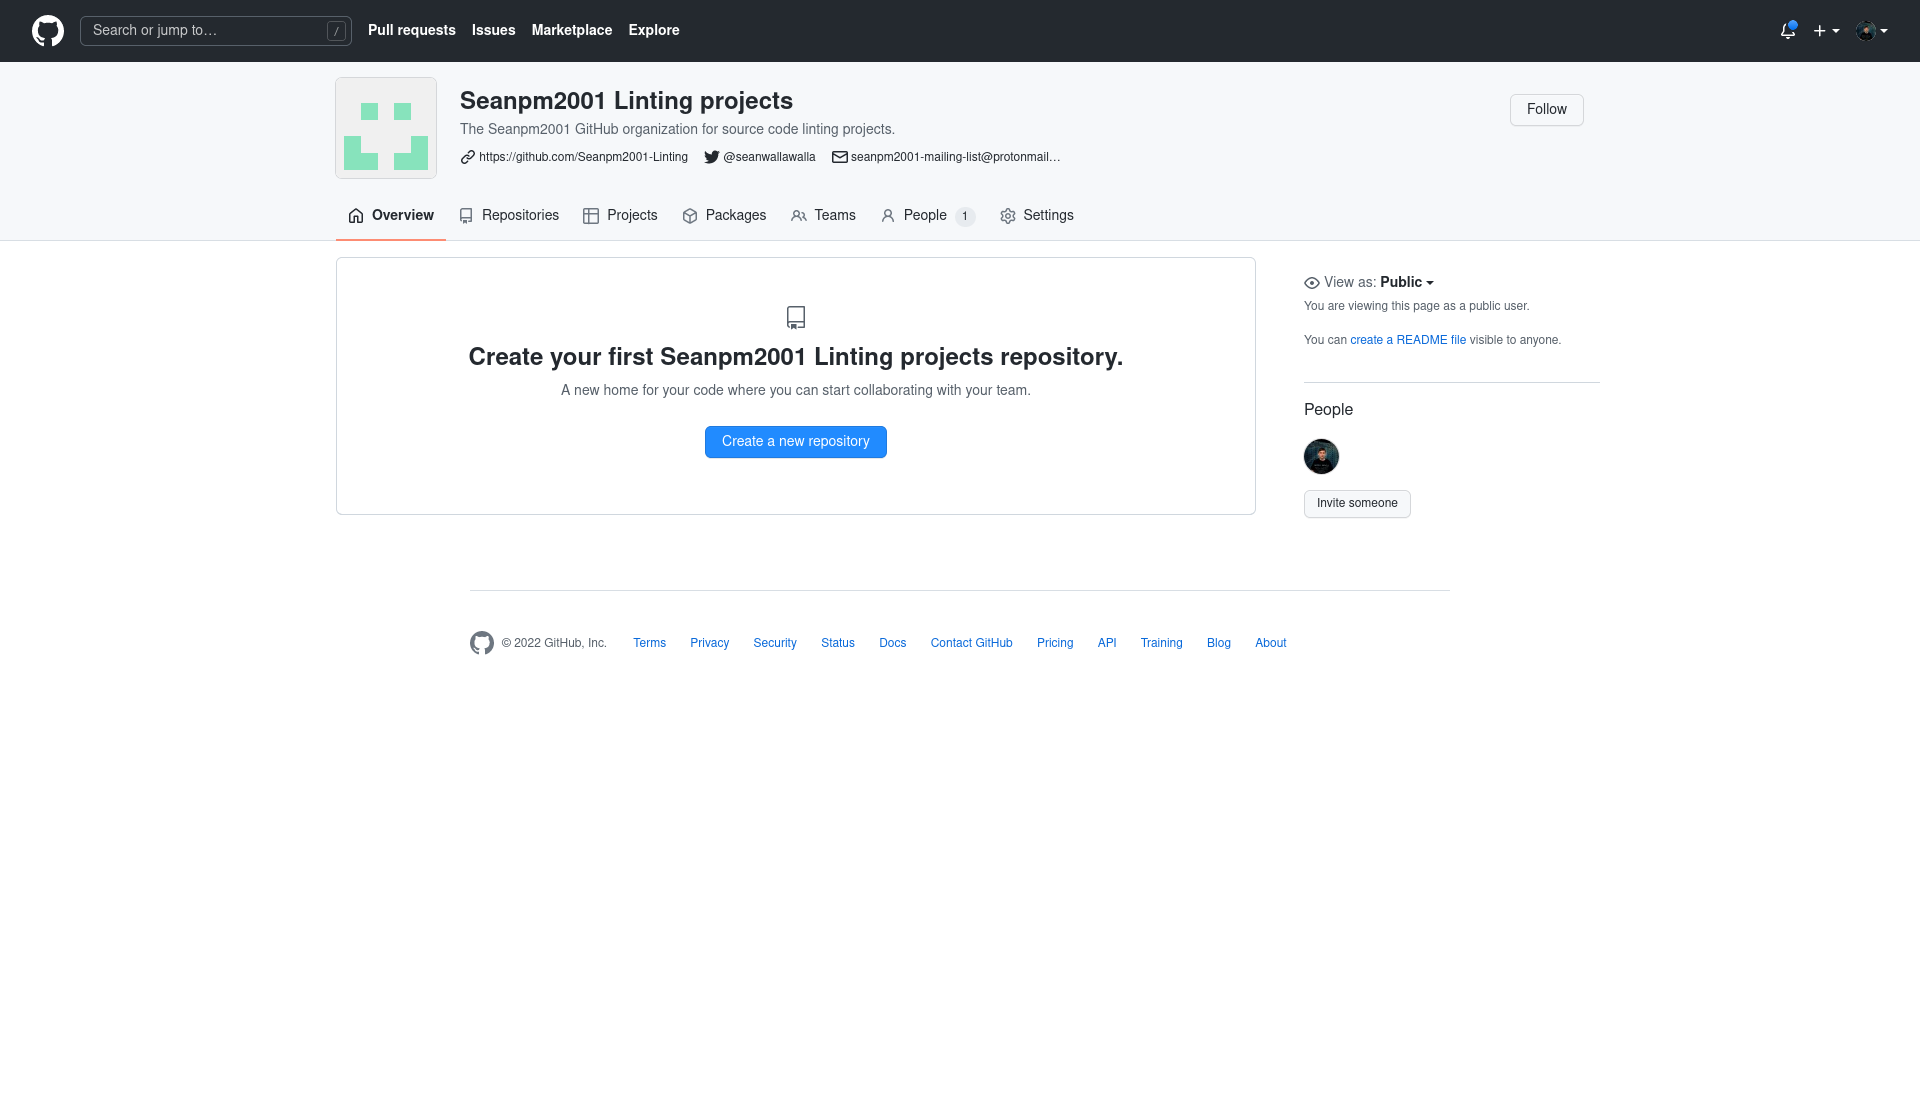 Search or jump to… /
Pull requests Issues Marketplace Explore
Seanpm2001 Linting projects
Follow
The Seanpm2001 GitHub organization for source code linting projects.
https://github.com/Seanpm2001-Linting @seanwallawalla seanpm2001-mailing-list@protonmail…
Overview Repositories Projects Packages Teams People 1 Settings
Create your first Seanpm2001 Linting projects repository.
A new home for your code where you can start collaborating with your team.
Create a new repository
View as: Public
You are viewing this page as a public user.
You can create a README file visible to anyone.
People
Invite someone
© 2022 GitHub, Inc. Terms Privacy Security Status Docs Contact GitHub Pricing API Training Blog About